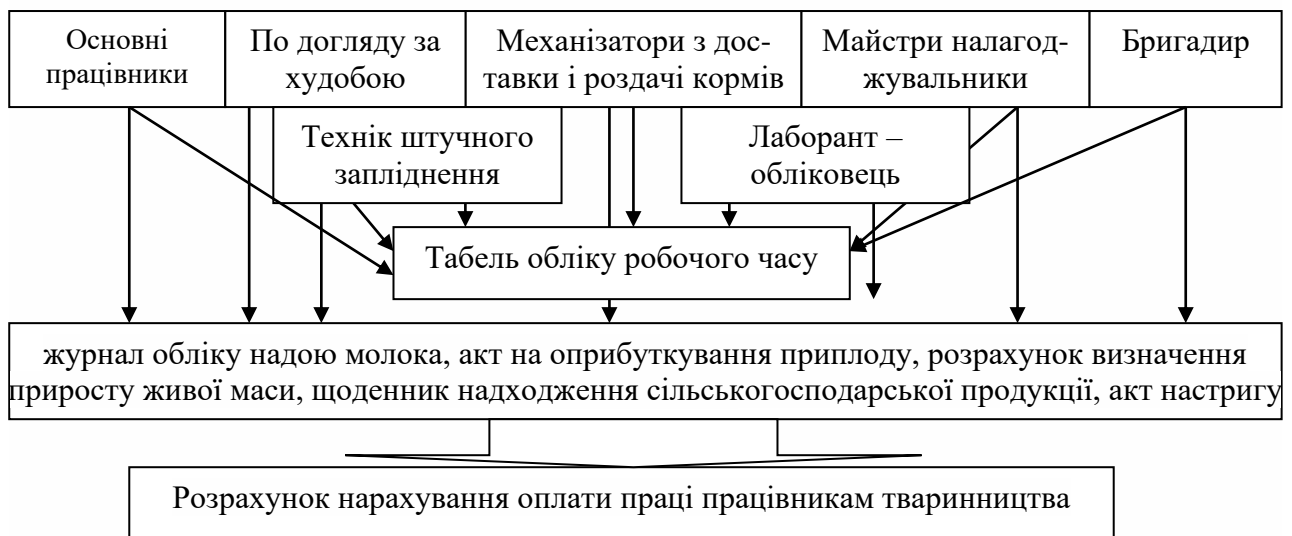 Основні
працівники
По догляду за
худобою
Механізатори з дос-
тавки і роздачі кормів
Майстри налагод-
жувальники
Бригадир
Технік штучного
запліднення
Лаборант –
обліковець
Табель обліку робочого часу
журнал обліку надою молока, акт на оприбуткування приплоду, розрахунок визначення
приросту живої маси, щоденник надходження сільськогосподарської продукції, акт настригу
Розрахунок нарахування оплати праці працівникам тваринництва